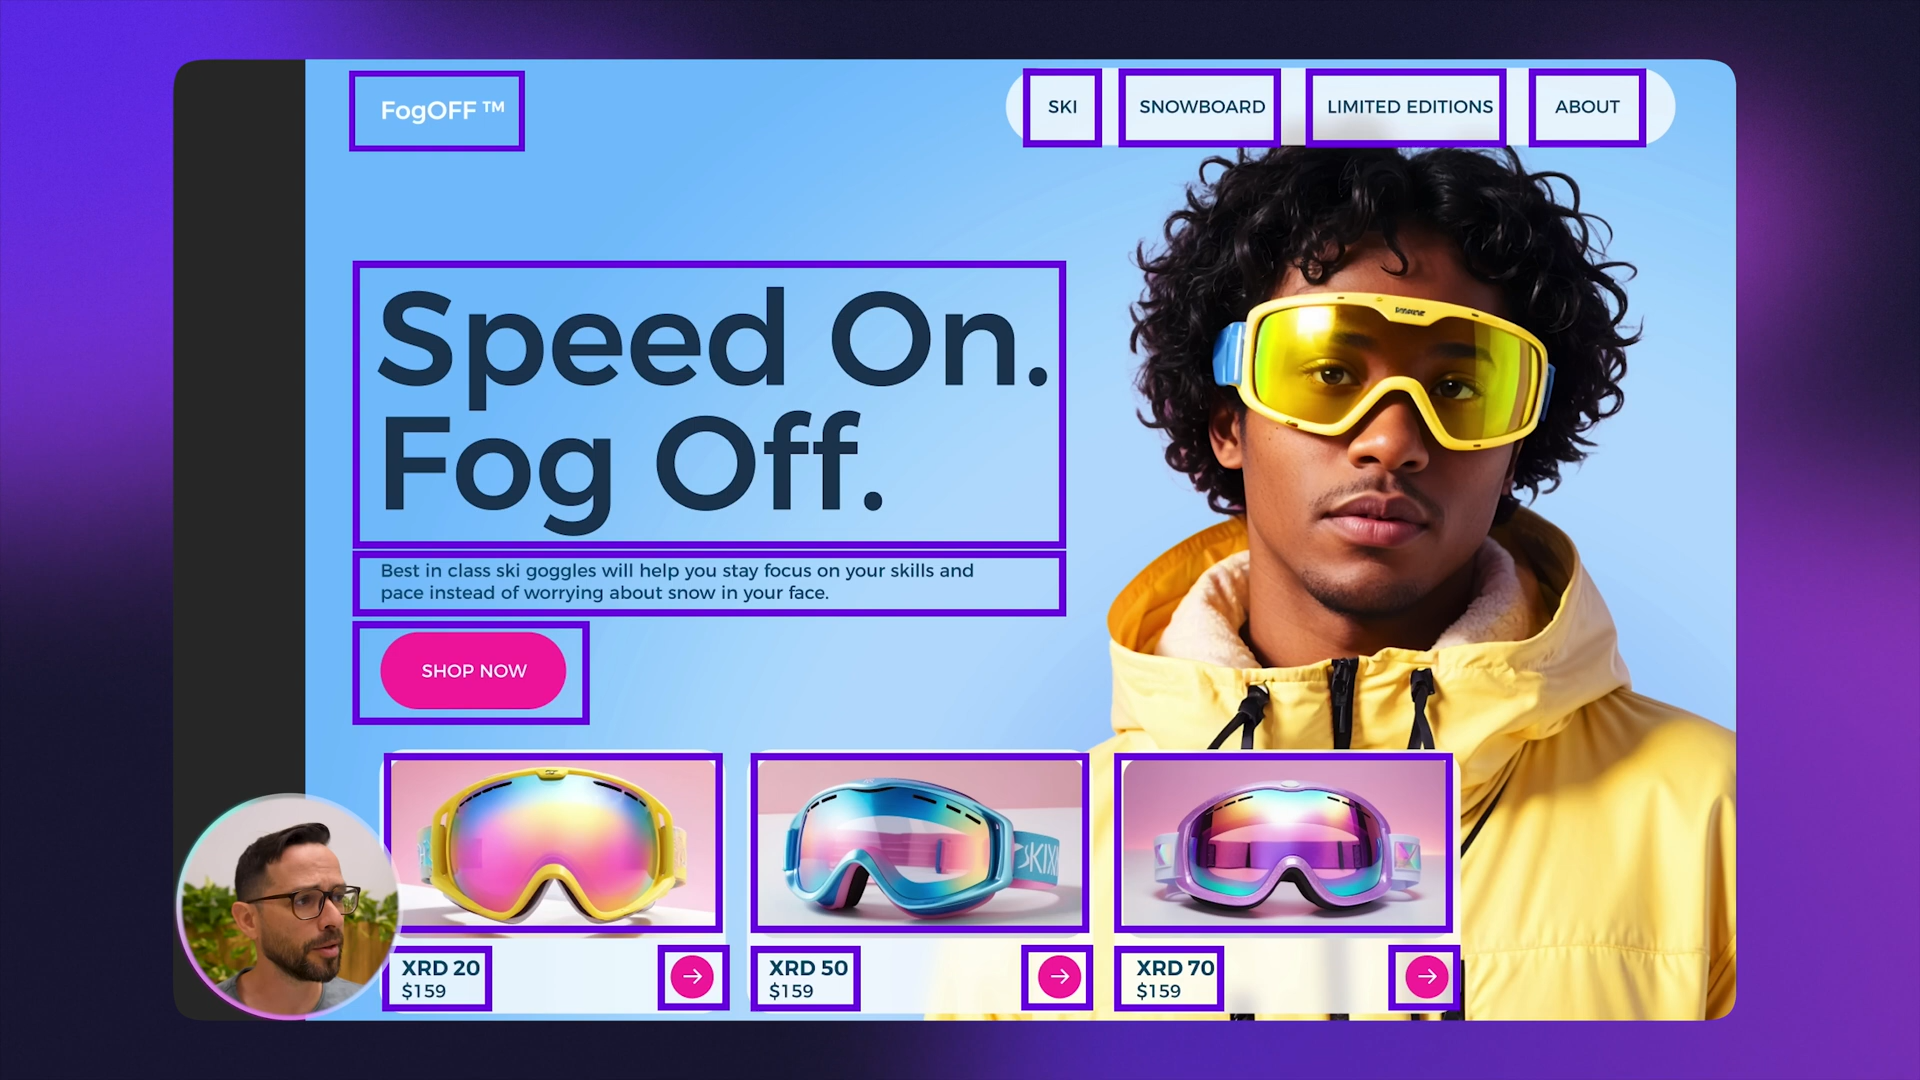 FogOFF ™
SKI
SNOWBOARD
LIMITED EDITIONS
ABOUT
Speed On.
Fog Off.
Best in class ski goggles will help you stay focus on your skills and
pace instead of worrying about snow in your face.
SHOP NOW
XRD 20
$159
XRD 50
$159
XRD 70
$159